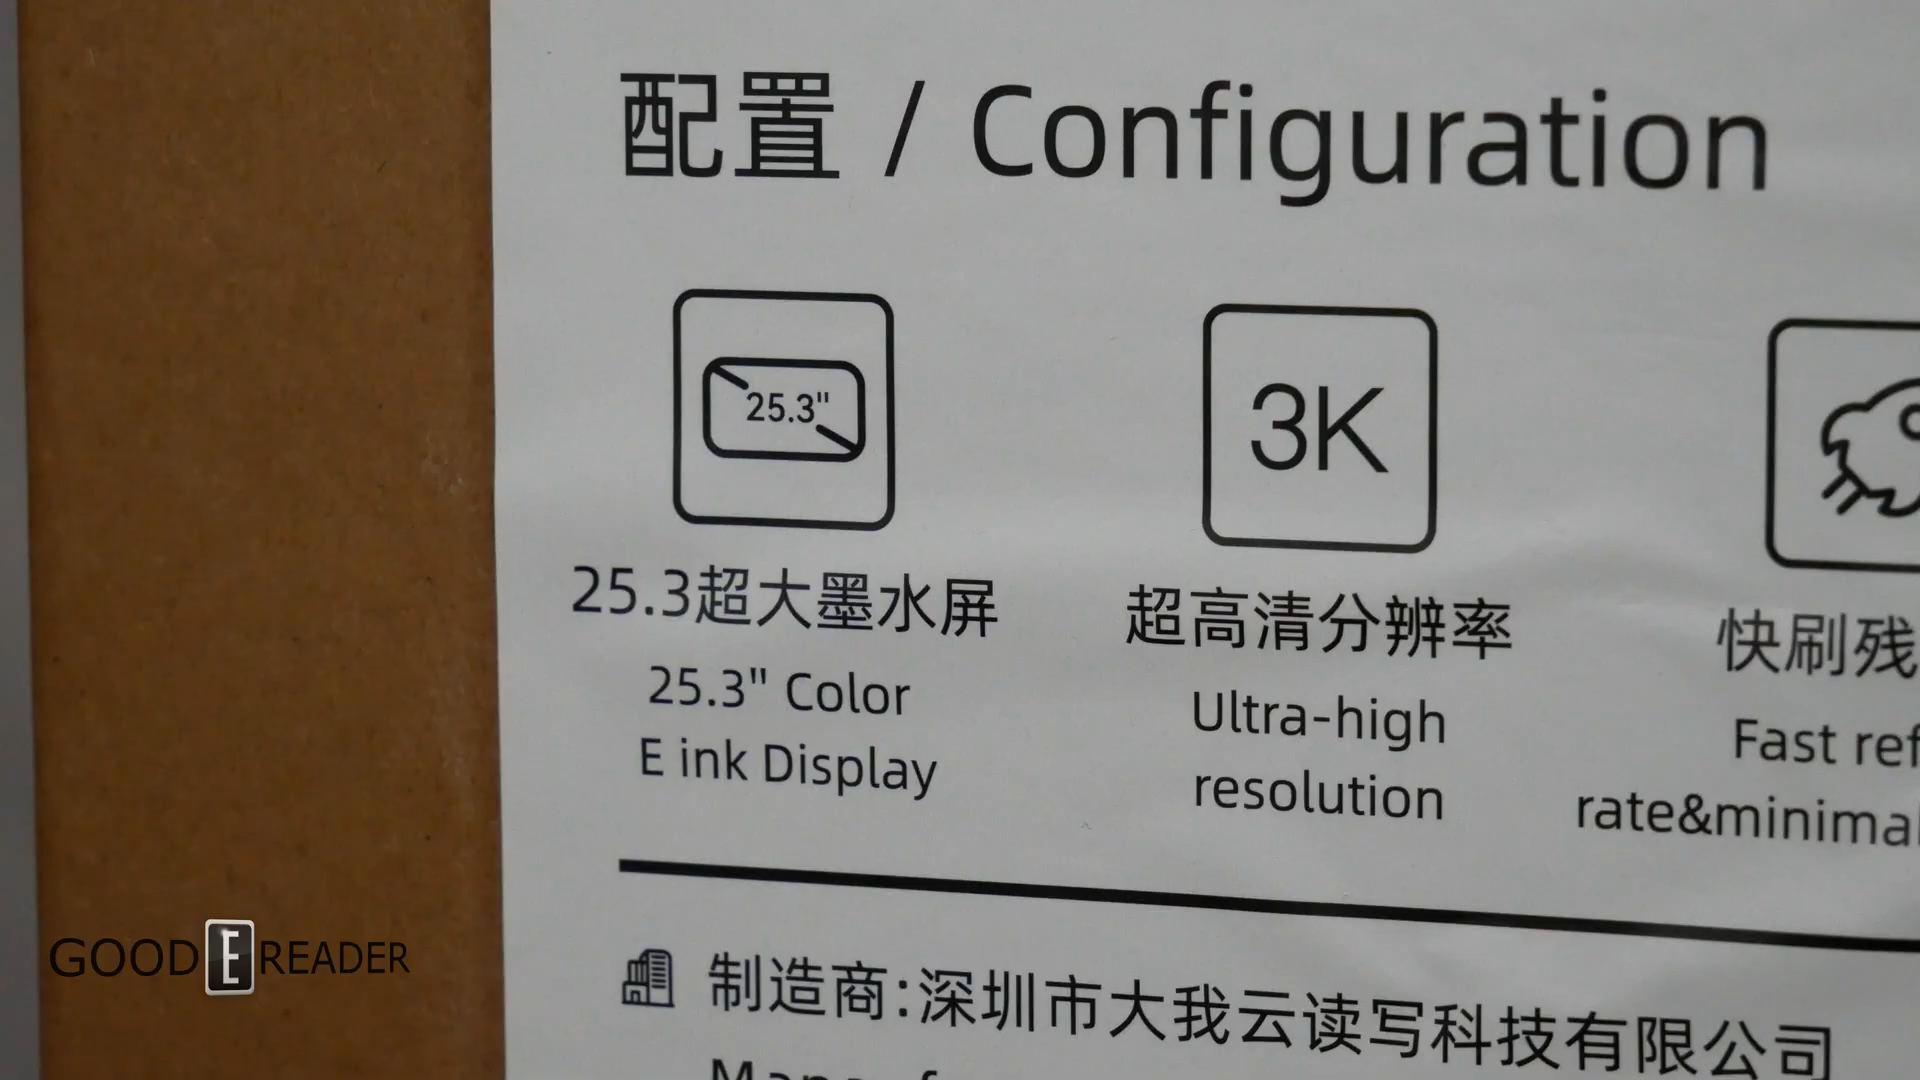 配置 / Configuration
25.3"
3K
25.3超大墨水屏
超高清分辨率
快刷残
25.3" Color
E ink Display
Ultra-high
resolution
Fast ref
rate&minimal
制造商:深圳市大我云读写科技有限公司
GOOD E READER